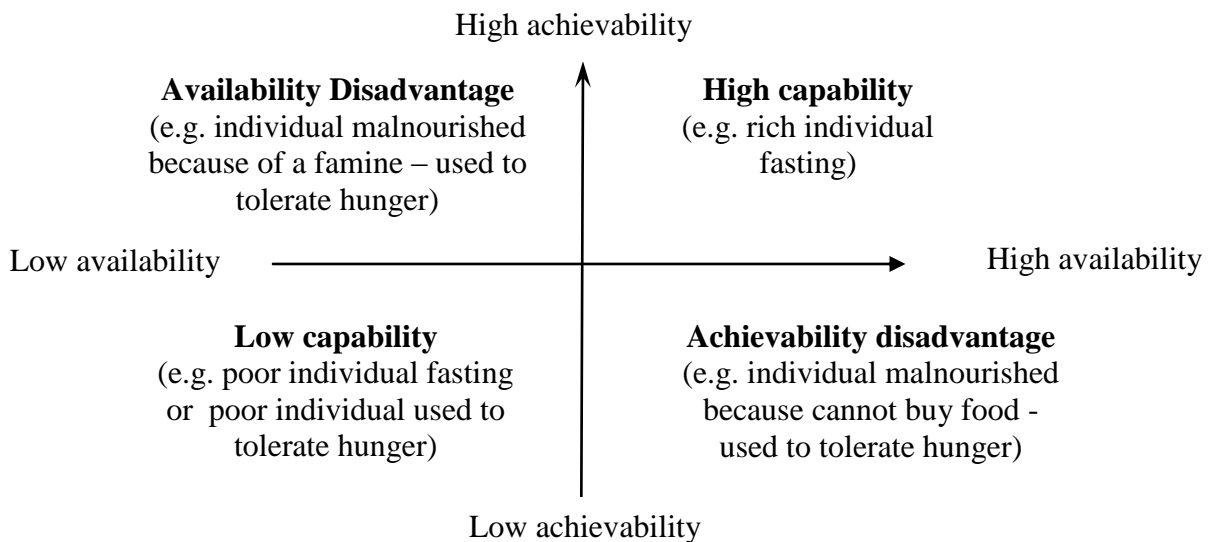 High achievability
Availability Disadvantage
(e.g. individual malnourished
because of a famine – used to
tolerate hunger)
High capability
(e.g. rich individual
fasting)
Low availability
High availability
Low capability
(e.g. poor individual fasting
or poor individual used to
tolerate hunger)
Achievability disadvantage
(e.g. individual malnourished
because cannot buy food -
used to tolerate hunger)
Low achievability